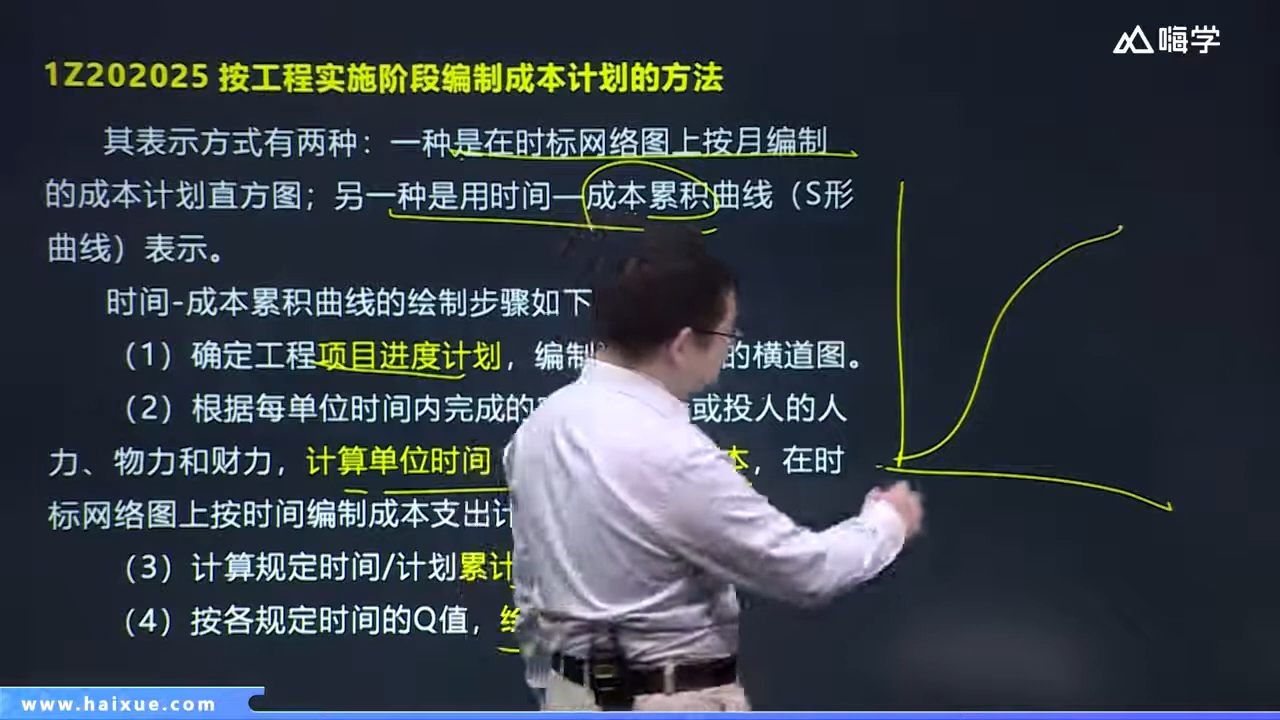 嗨学
1Z202025 按工程实施阶段编制成本计划的方法
其表示方式有两种：一种是在时标网络图上按月编制
的成本计划直方图；另一种是用时间—成本累积曲线（S形
曲线）表示。
时间-成本累积曲线的绘制步骤如下
（1）确定工程项目进度计划，编制 的横道图。
（2）根据每单位时间内完成的 或投人的人
力、物力和财力，计算单位时间 本，在时
标网络图上按时间编制成本支出计
（3）计算规定时间/计划累计
（4）按各规定时间的Q值，
www.haixue.com